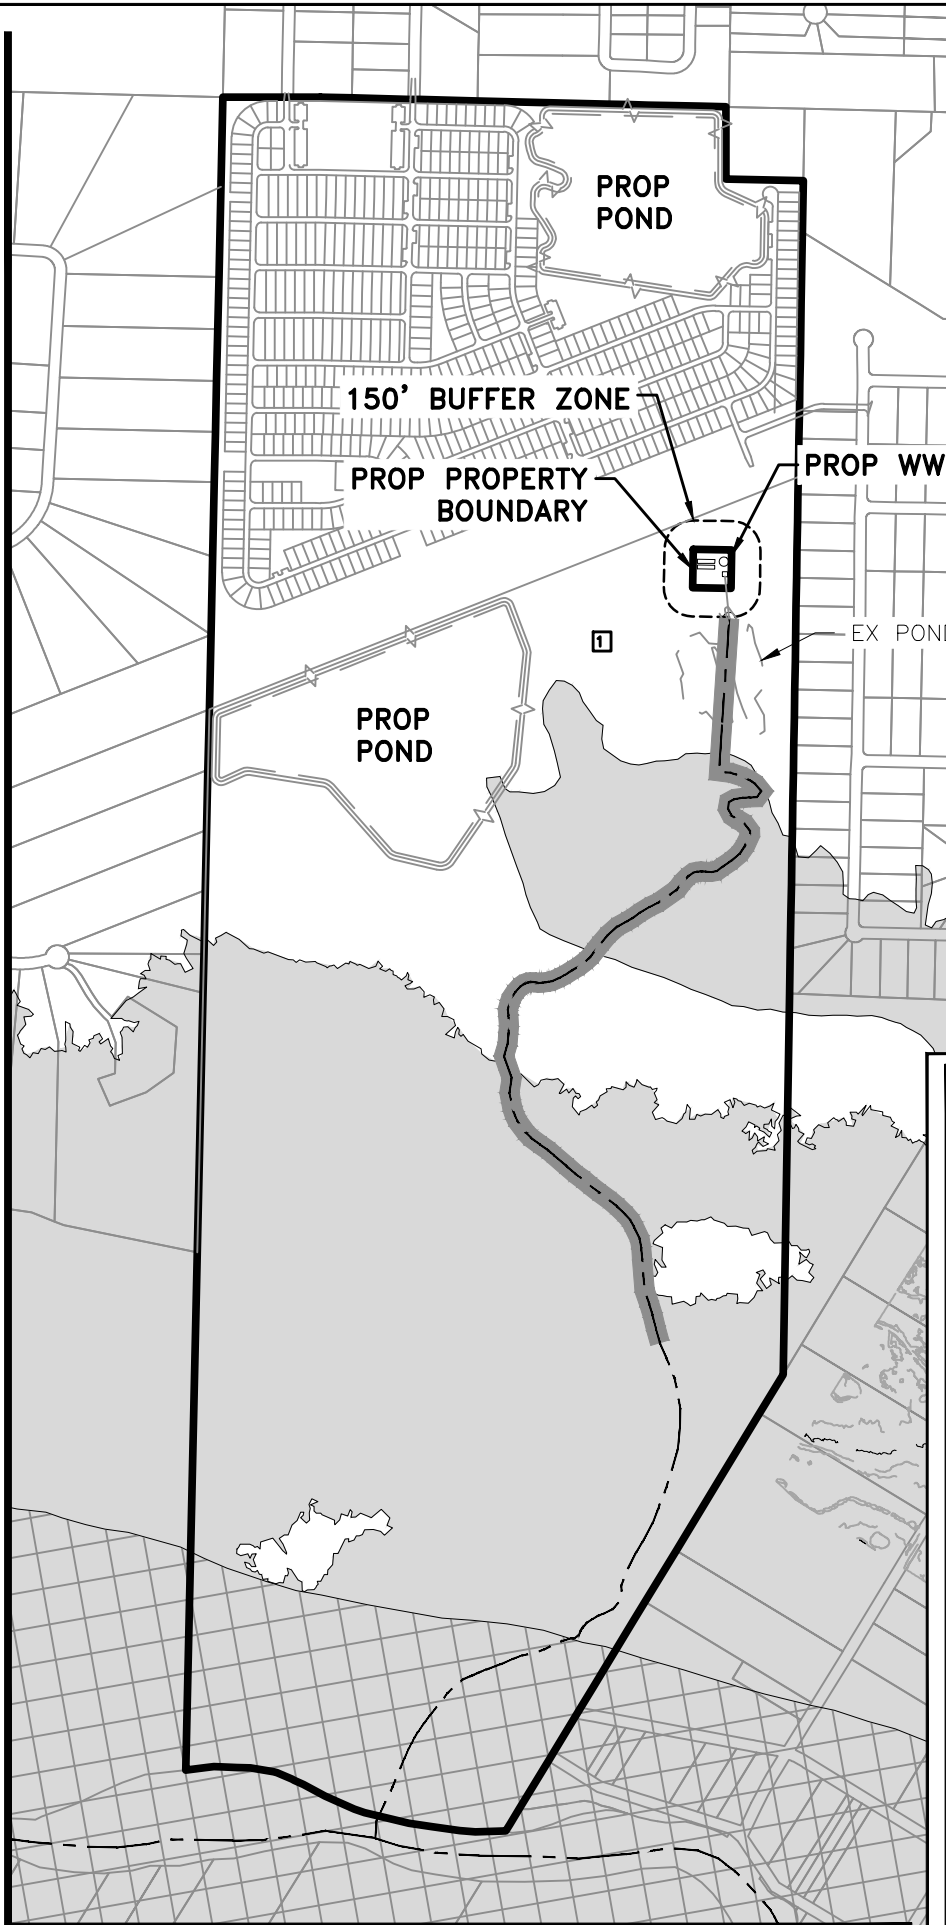 PROP
POND
150' BUFFER ZONE
PROP PROPERTY
BOUNDARY
PROP WW
1
EX POND
PROP
POND